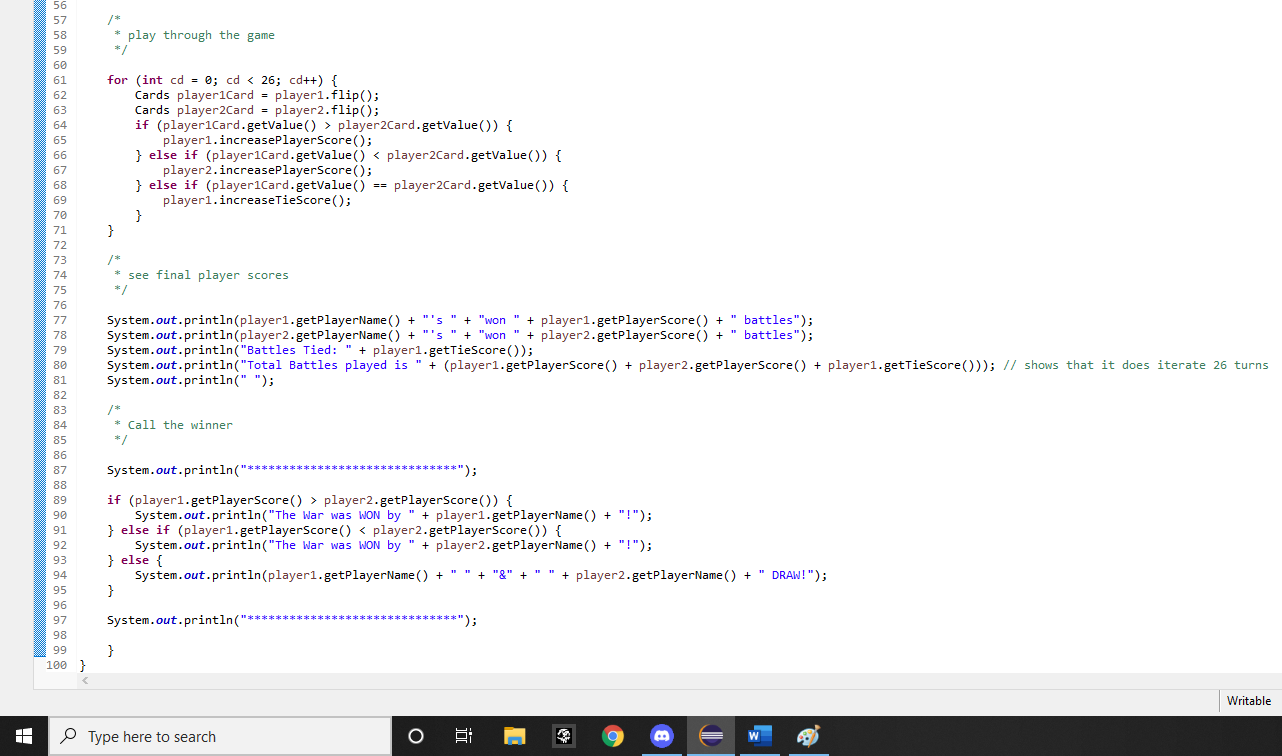 56
57 /*
58 * play through the game
59 */
60
61 for (int cd = 0; cd < 26; cd++) {
62 Cards player1Card = player1.flip();
63 Cards player2Card = player2.flip();
64 if (player1Card.getValue() > player2Card.getValue()) {
65 player1.increasePlayerScore();
66 } else if (player1Card.getValue() < player2Card.getValue()) {
67 player2.increasePlayerScore();
68 } else if (player1Card.getValue() == player2Card.getValue()) {
69 player1.increaseTieScore();
70 }
71 }
72
73 /*
74 * see final player scores
75 */
76
77 System.out.println(player1.getPlayerName() + "'s " + "won " + player1.getPlayerScore() + " battles");
78 System.out.println(player2.getPlayerName() + "'s " + "won " + player2.getPlayerScore() + " battles");
79 System.out.println("Battles Tied: " + player1.getTieScore());
80 System.out.println("Total Battles played is " + (player1.getPlayerScore() + player2.getPlayerScore() + player1.getTieScore())); // shows that it does iterate 26 turns
81 System.out.println(" ");
82
83 /*
84 * Call the winner
85 */
86
87 System.out.println("******************************");
88
89 if (player1.getPlayerScore() > player2.getPlayerScore()) {
90 System.out.println("The War was WON by " + player1.getPlayerName() + "!");
91 } else if (player1.getPlayerScore() < player2.getPlayerScore()) {
92 System.out.println("The War was WON by " + player2.getPlayerName() + "!");
93 } else {
94 System.out.println(player1.getPlayerName() + " " + "&" + " " + player2.getPlayerName() + " DRAW!");
95 }
96
97 System.out.println("******************************");
98
99 }
100 }
Writable
Type here to search